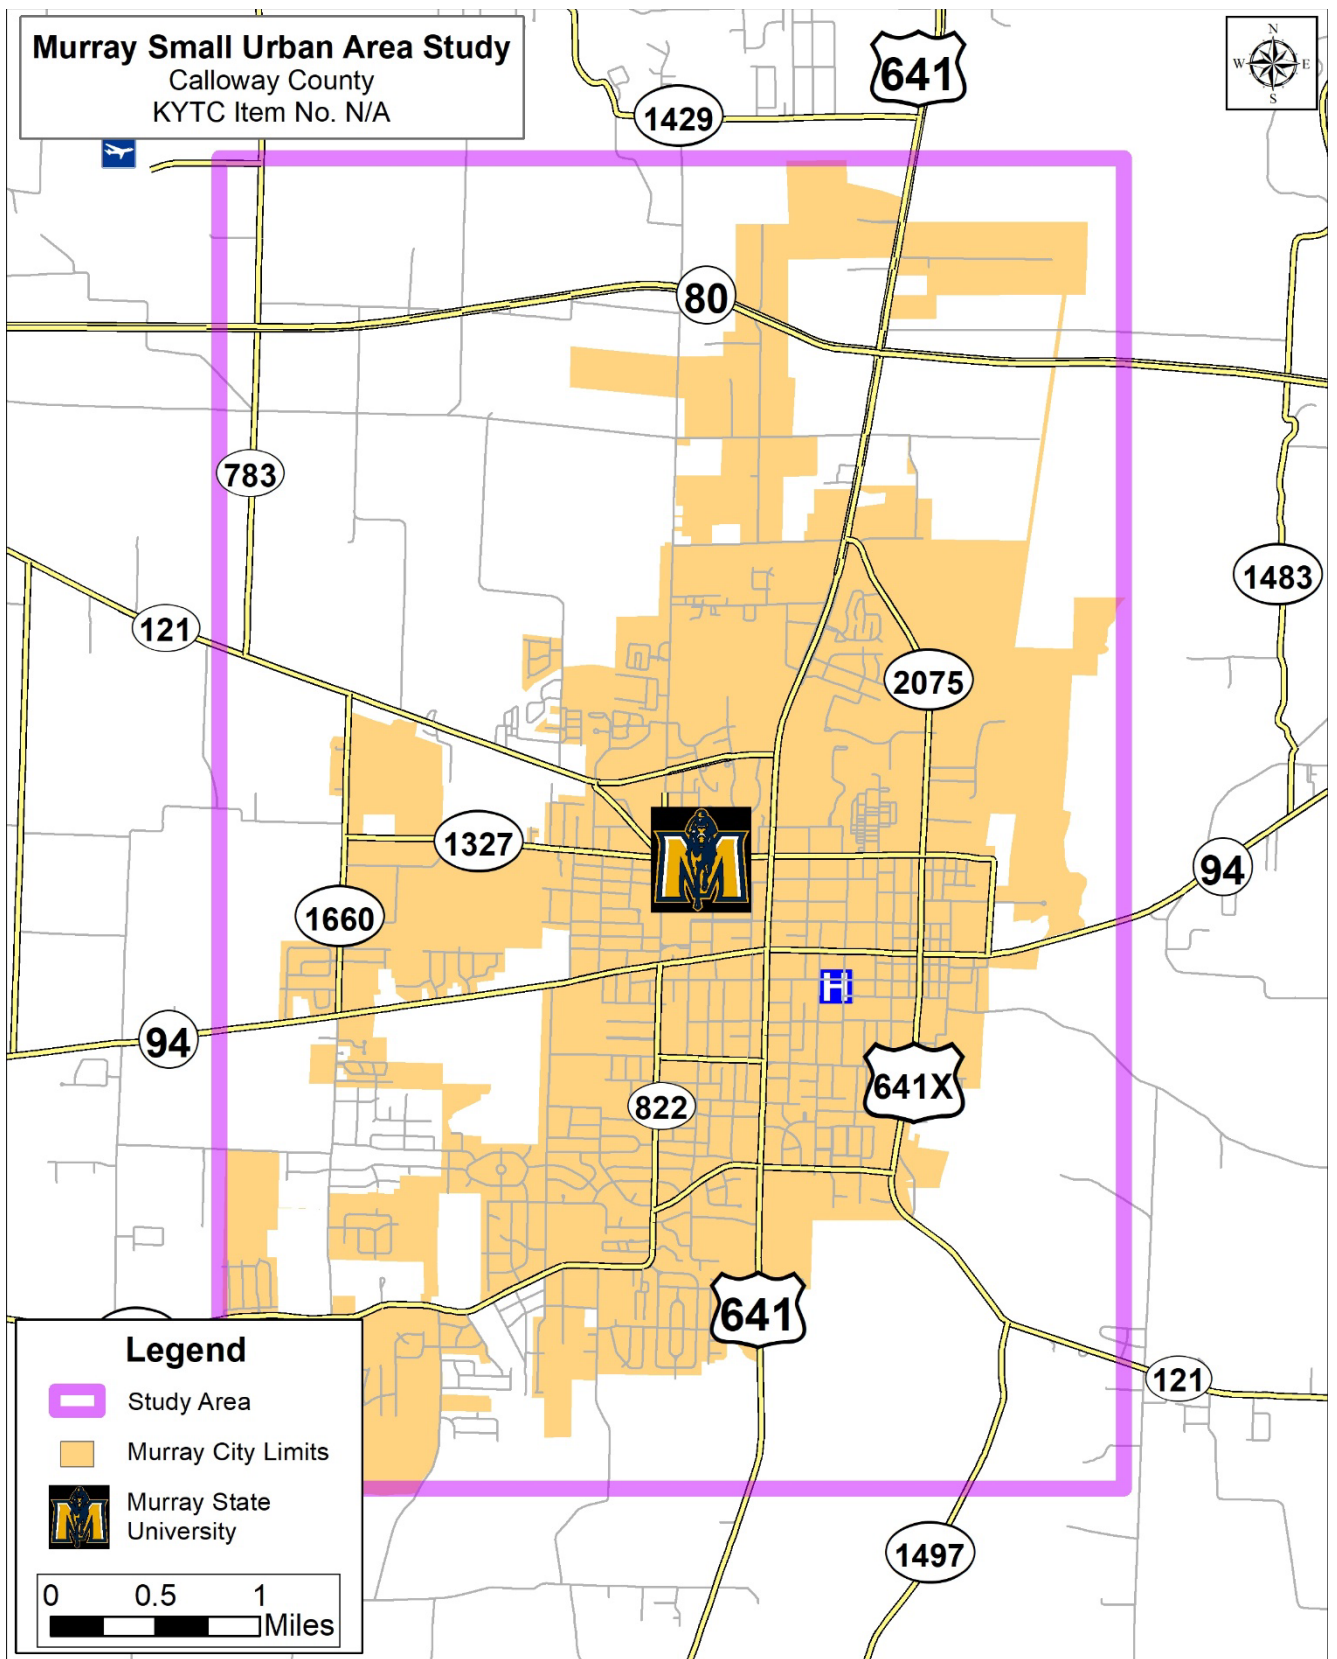 Murray Small Urban Area Study
Calloway County
KYTC Item No. N/A
N
W E
S
641
1429
80
783
121
1483
2075
1327
94
1660
H
94
641X
822
641
121
1497
Legend
Study Area
Murray City Limits
Murray State
University
0 0.5 1
Miles